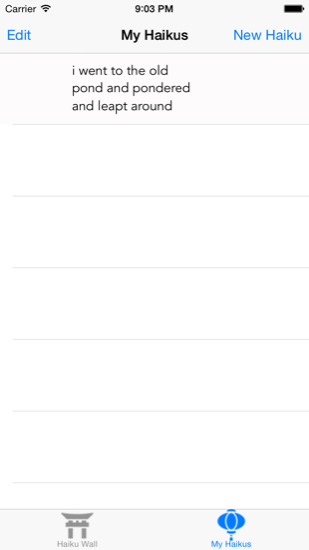 Carrier 9:03 PM
Edit My Haikus New Haiku
i went to the old
pond and pondered
and leapt around
Haiku Wall My Haikus